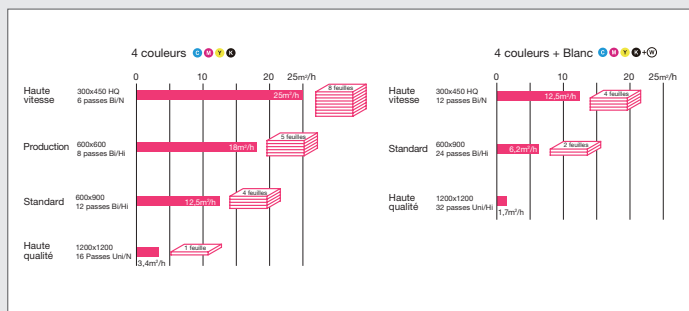 4 couleurs C M Y K
0 10 20 25m²/h
Haute vitesse
300x450 HQ
6 passes Bi/N
25m²/h
8 feuilles
Production
600x600
8 passes Bi/Hi
18m²/h
5 feuilles
Standard
600x900
12 passes Bi/Hi
12,5m²/h
4 feuilles
Haute qualité
1200x1200
16 Passes Uni/N
3,4m²/h
1 feuille
4 couleurs + Blanc C M Y K + W
0 10 20 25m²/h
Haute vitesse
300x450 HQ
12 passes Bi/N
12,5m²/h
4 feuilles
Standard
600x900
24 passes Bi/Hi
6,2m²/h
2 feuilles
Haute qualité
1200x1200
32 passes Uni/Hi
1,7m²/h